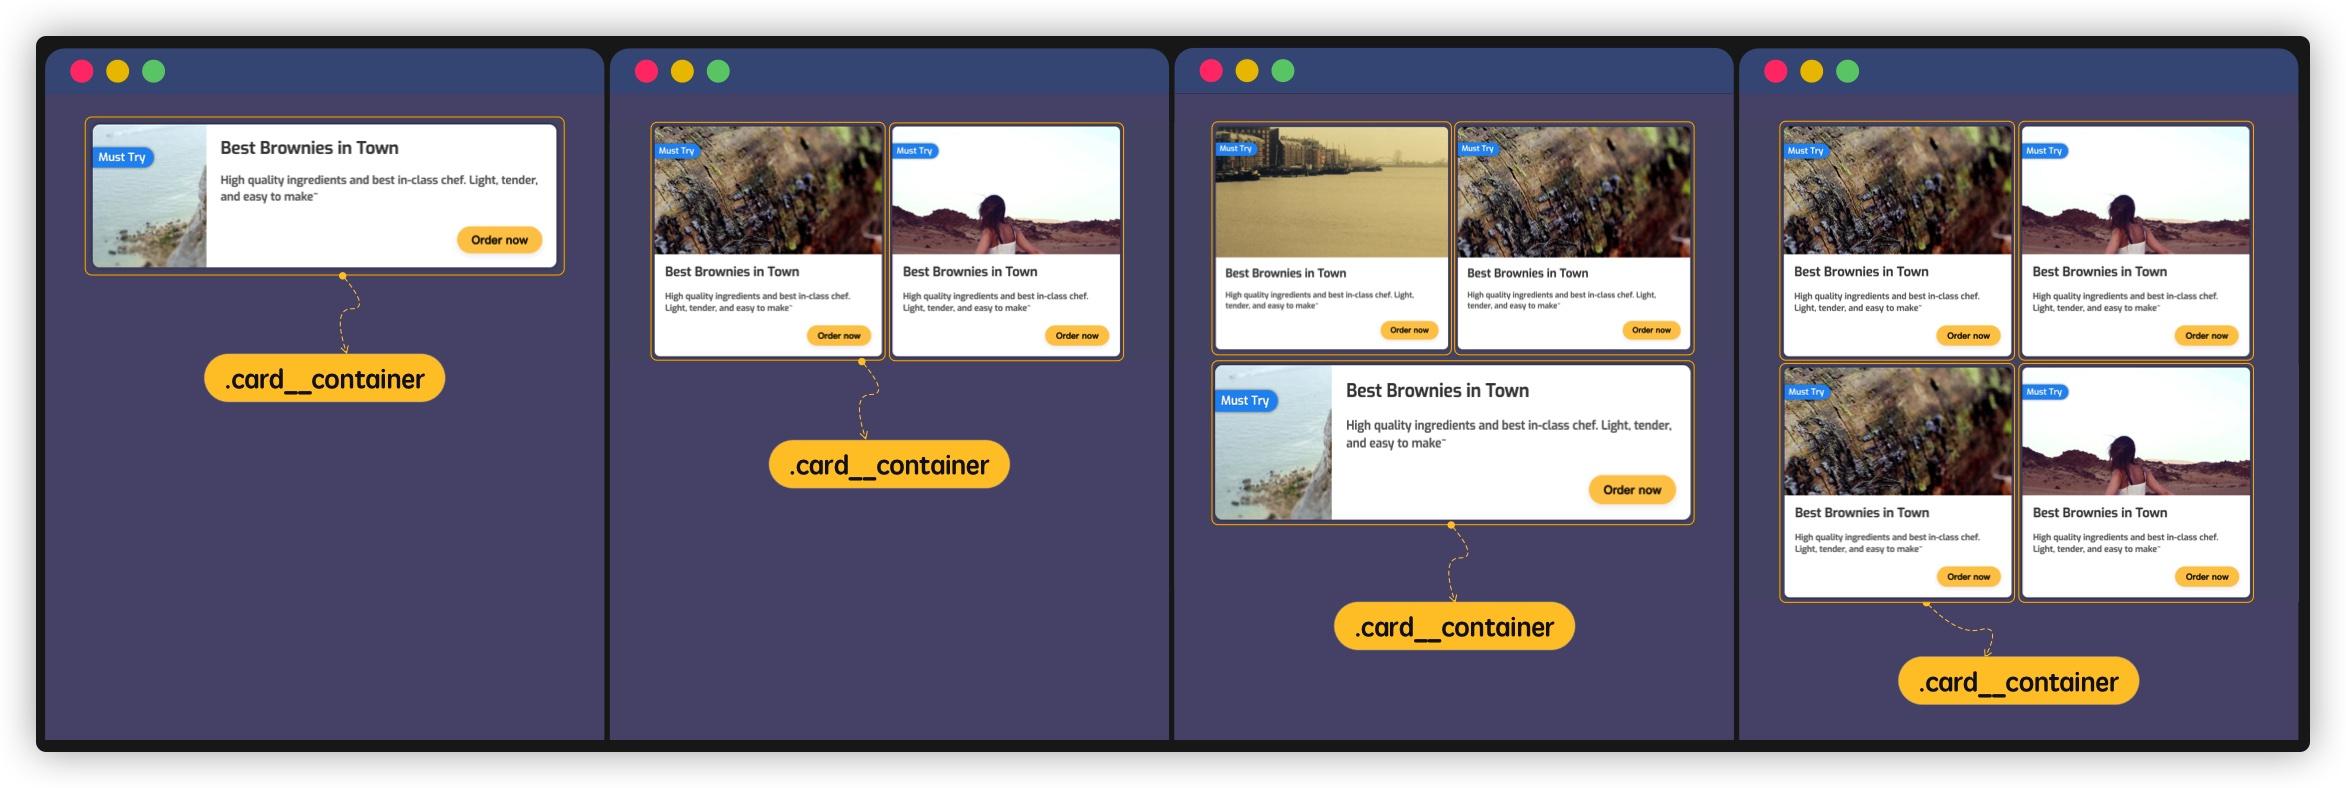 Must Try
Best Brownies in Town
High quality ingredients and best in-class chef. Light, tender,
and easy to make~
Order now
.card__container
Must Try
Best Brownies in Town
High quality ingredients and best in-class chef.
Light, tender, and easy to make~
Order now
Must Try
Best Brownies in Town
High quality ingredients and best in-class chef.
Light, tender, and easy to make~
Order now
.card__container
Must Try
Best Brownies in Town
High quality ingredients and best in-class chef. Light,
tender, and easy to make~
Order now
Must Try
Best Brownies in Town
High quality ingredients and best in-class chef. Light,
tender, and easy to make~
Order now
Must Try
Best Brownies in Town
High quality ingredients and best in-class chef. Light, tender,
and easy to make~
Order now
.card__container
Must Try
Best Brownies in Town
High quality ingredients and best in-class chef.
Light, tender, and easy to make~
Order now
Must Try
Best Brownies in Town
High quality ingredients and best in-class chef.
Light, tender, and easy to make~
Order now
Must Try
Best Brownies in Town
High quality ingredients and best in-class chef.
Light, tender, and easy to make~
Order now
Must Try
Best Brownies in Town
High quality ingredients and best in-class chef.
Light, tender, and easy to make~
Order now
.card__container